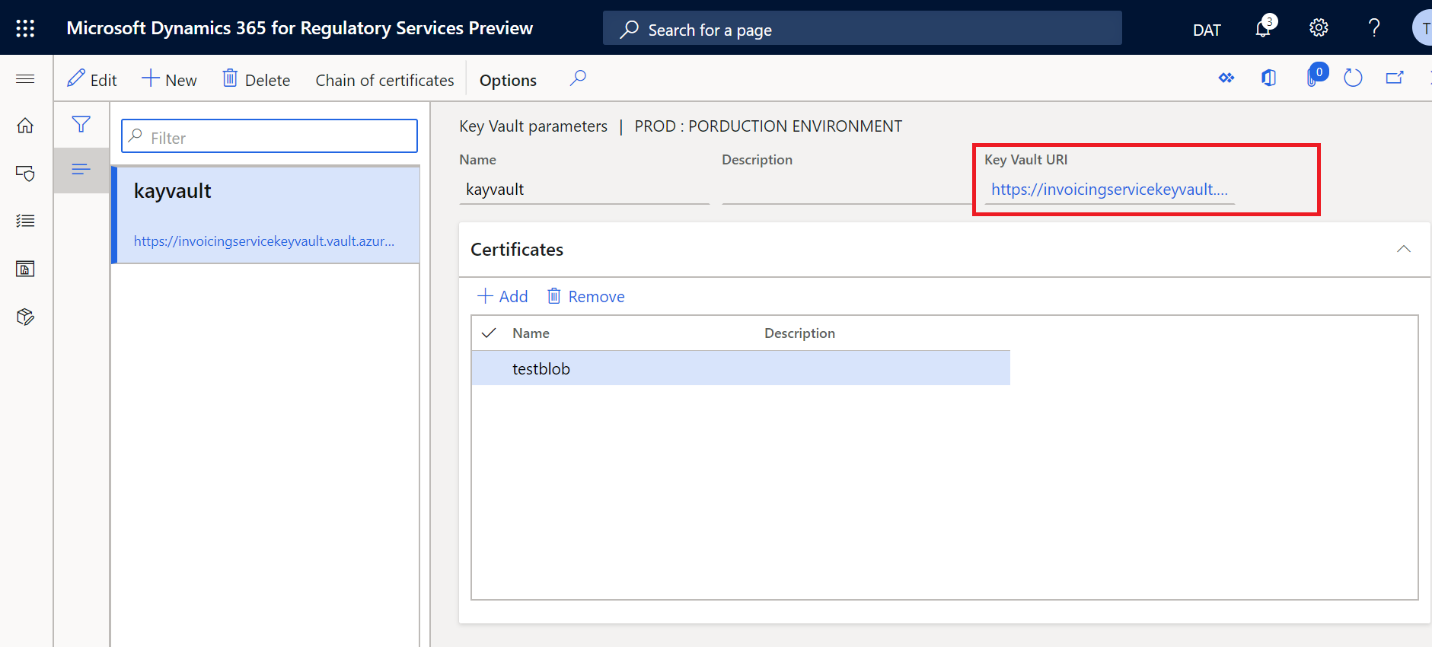 Microsoft Dynamics 365 for Regulatory Services Preview
Search for a page
DAT
3
?
T
Edit
New
Delete
Chain of certificates
Options
0
Filter
kayvault
https://invoicingservicekeyvault.vault.azur...
Key Vault parameters | PROD : PORDUCTION ENVIRONMENT
Name
Description
Key Vault URI
kayvault
https://invoicingservicekeyvault....
Certificates
Add
Remove
Name
Description
testblob